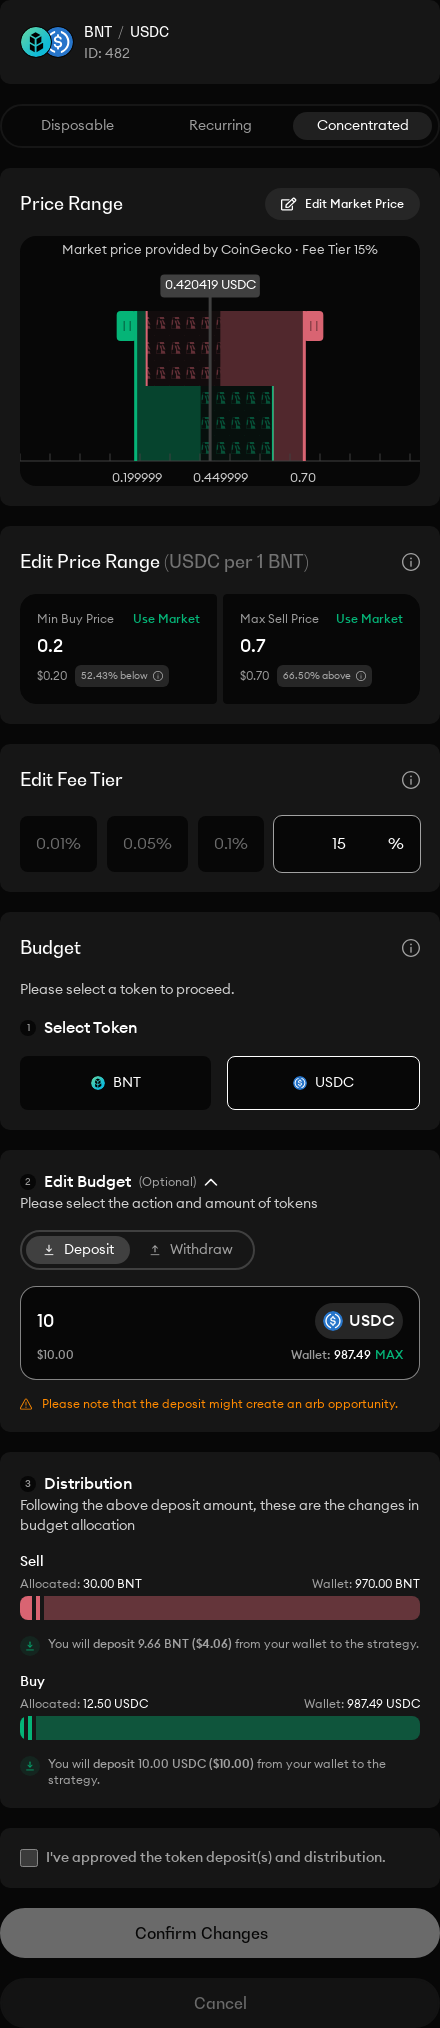 BNT / USDC
ID: 482
Disposable Recurring Concentrated
Price Range Edit Market Price
Market price provided by CoinGecko · Fee Tier 15%
0.420419 USDC
0.199999 0.449999 0.70
Edit Price Range (USDC per 1 BNT)
Min Buy Price Use Market Max Sell Price Use Market
0.2 0.7
$0.20 52.43% below $0.70 66.50% above
Edit Fee Tier
0.01% 0.05% 0.1% 15 %
Budget
Please select a token to proceed.
1 Select Token
BNT USDC
2 Edit Budget (Optional)
Please select the action and amount of tokens
Deposit Withdraw
10 USDC
$10.00 Wallet: 987.49 MAX
Please note that the deposit might create an arb opportunity.
3 Distribution
Following the above deposit amount, these are the changes in
budget allocation
Sell
Allocated: 30.00 BNT Wallet: 970.00 BNT
You will deposit 9.66 BNT ($4.06) from your wallet to the strategy.
Buy
Allocated: 12.50 USDC Wallet: 987.49 USDC
You will deposit 10.00 USDC ($10.00) from your wallet to the
strategy.
I've approved the token deposit(s) and distribution.
Confirm Changes
Cancel